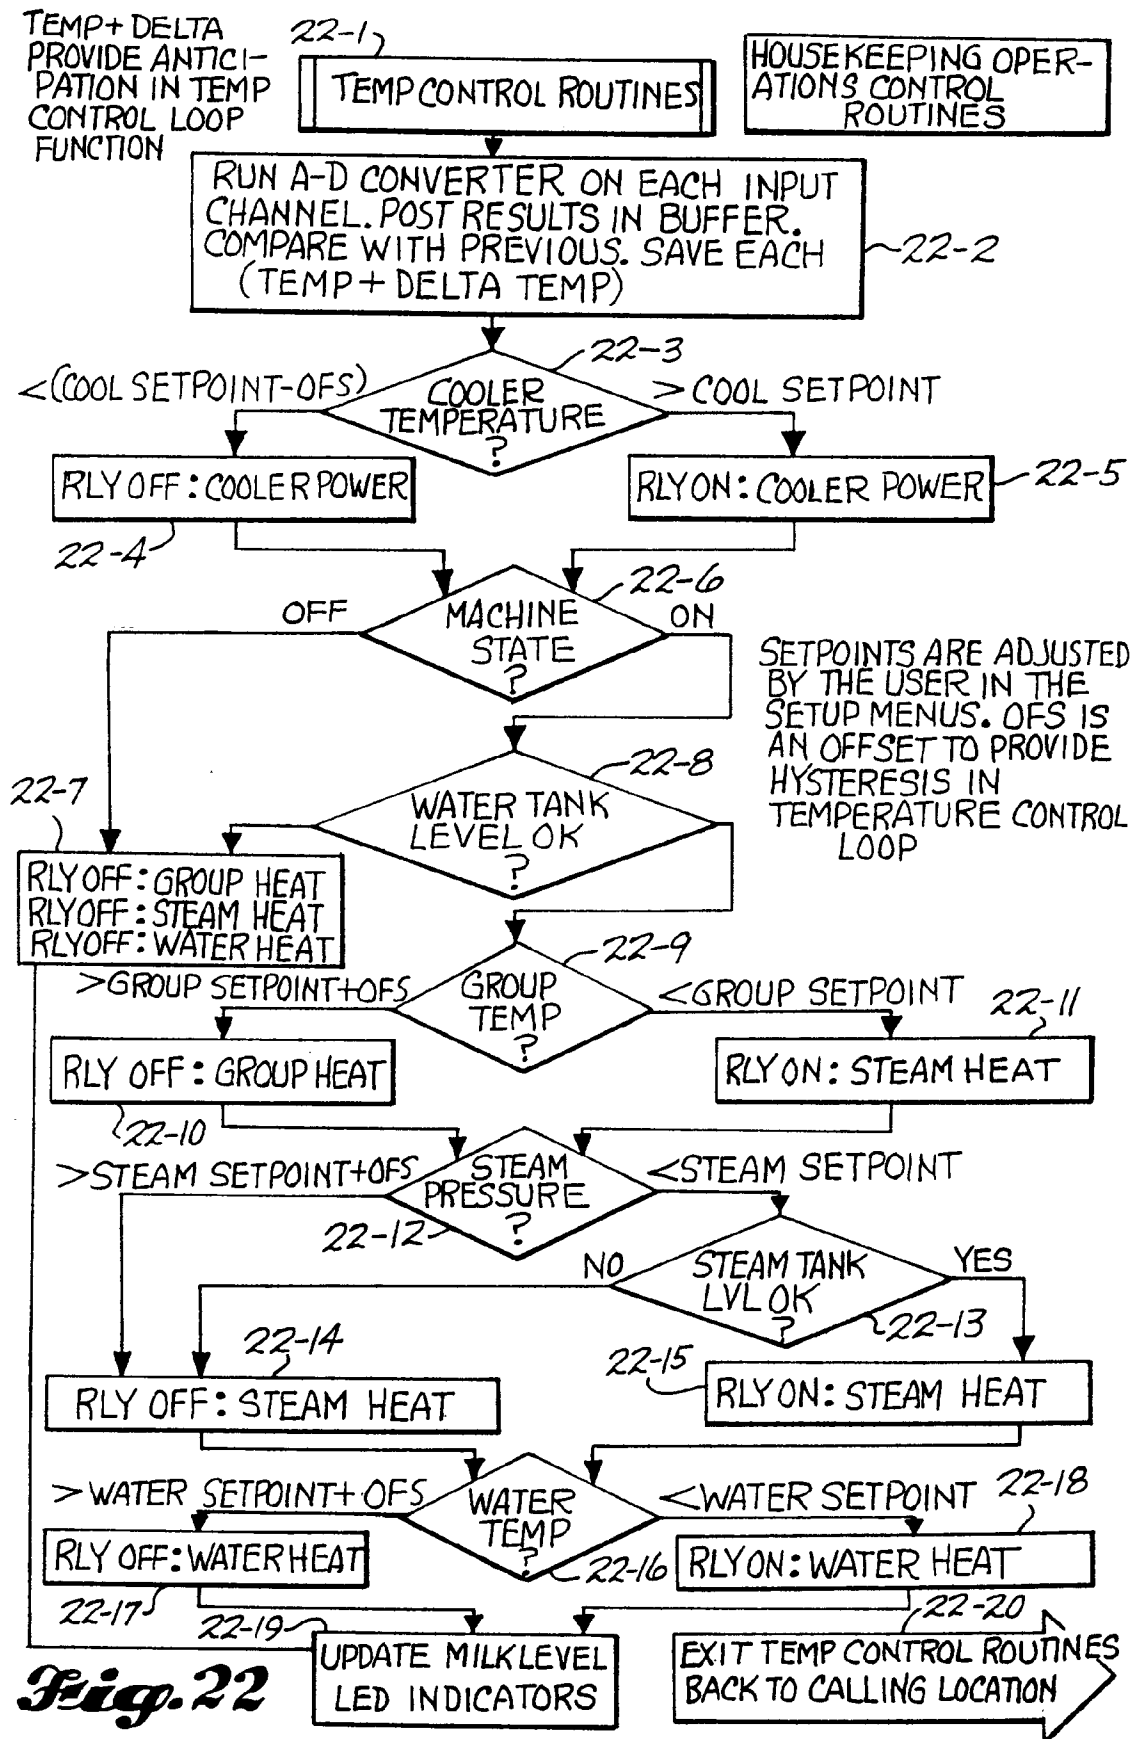 TEMP+ DELTA
PROVIDE ANTICI-
PATION IN TEMP
CONTROL LOOP
FUNCTION
22-1
TEMP CONTROL ROUTINES
HOUSEKEEPING OPER-
ATIONS CONTROL
ROUTINES
RUN A-D CONVERTER ON EACH INPUT
CHANNEL. POST RESULTS IN BUFFER.
COMPARE WITH PREVIOUS. SAVE EACH
(TEMP + DELTA TEMP)
22-2
22-3
<(COOL SETPOINT-OFS)
COOLER
TEMPERATURE
?
> COOL SETPOINT
RLY OFF: COOLER POWER
22-4
RLY ON: COOLER POWER
22-5
22-6
OFF
MACHINE
STATE
?
ON
SETPOINTS ARE ADJUSTED
BY THE USER IN THE
SETUP MENUS. OFS IS
AN OFFSET TO PROVIDE
HYSTERESIS IN
TEMPERATURE CONTROL
LOOP
22-7
22-8
WATER TANK
LEVEL OK
?
RLY OFF: GROUP HEAT
RLYOFF: STEAM HEAT
RLYOFF: WATER HEAT
22-9
>GROUP SETPOINT+OFS
GROUP
TEMP
?
<GROUP SETPOINT
22-11
RLY OFF: GROUP HEAT
22-10
RLY ON: STEAM HEAT
>STEAM SETPOINT+OFS
STEAM
PRESSURE
?
<STEAM SETPOINT
22-12
NO
STEAM TANK
LVL OK
?
YES
22-13
22-14
22-15
RLY OFF: STEAM HEAT
RLY ON: STEAM HEAT
>WATER SETPOINT+ OFS
WATER
TEMP
?
<WATER SETPOINT
22-18
RLY OFF: WATER HEAT
22-16
RLY ON: WATER HEAT
22-17
22-19
22-20
UPDATE MILK LEVEL
LED INDICATORS
EXIT TEMP CONTROL ROUTINES
BACK TO CALLING LOCATION
Fig. 22